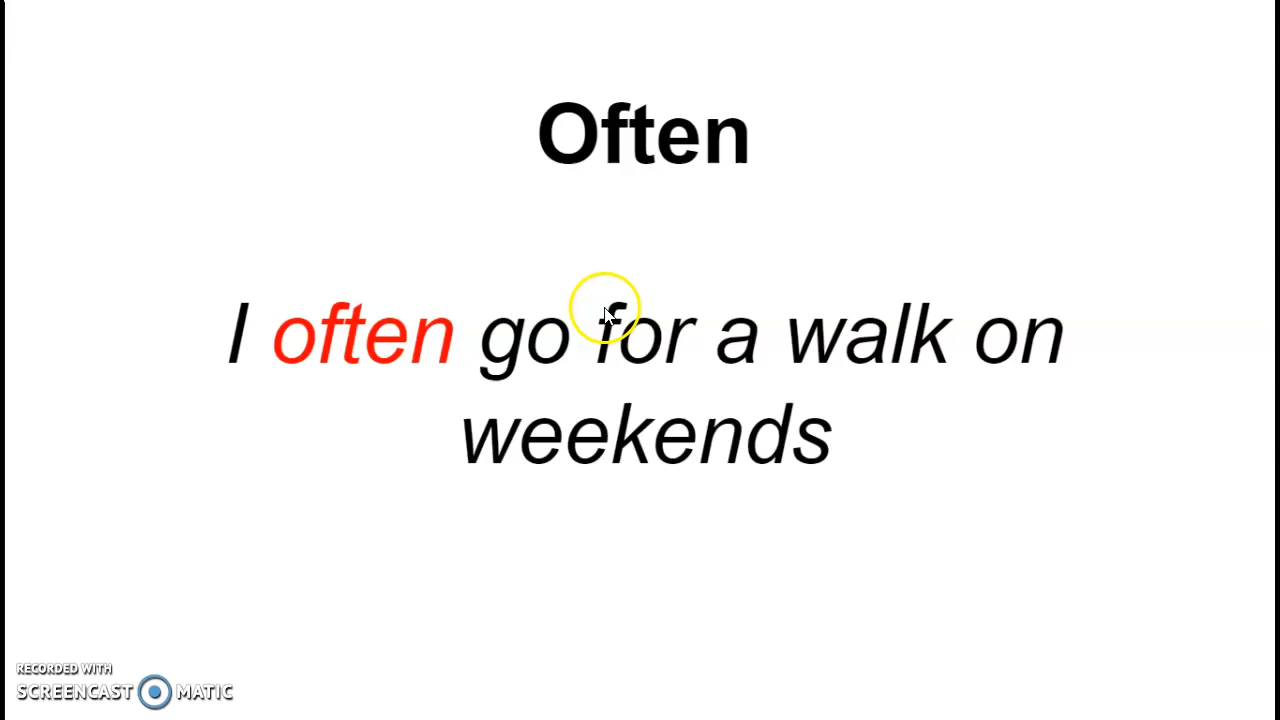 Often
I often go for a walk on
weekends
RECORDED WITH
SCREENCAST MATIC